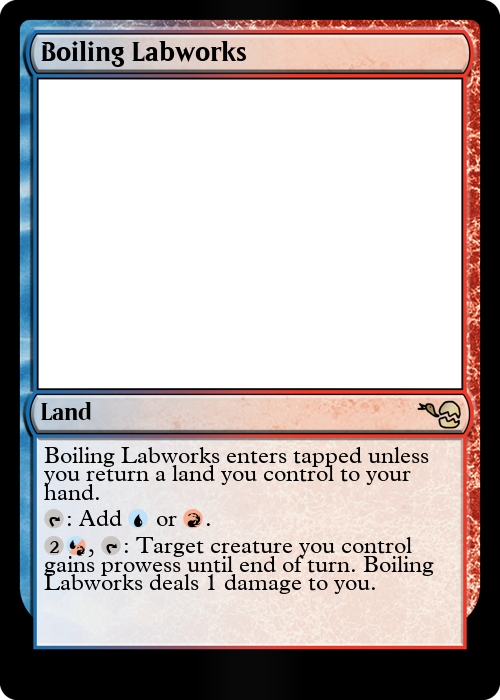 Boiling Labworks
Land
Boiling Labworks enters tapped unless
you return a land you control to your
hand.
: Add or .
2 , : Target creature you control
gains prowess until end of turn. Boiling
Labworks deals 1 damage to you.